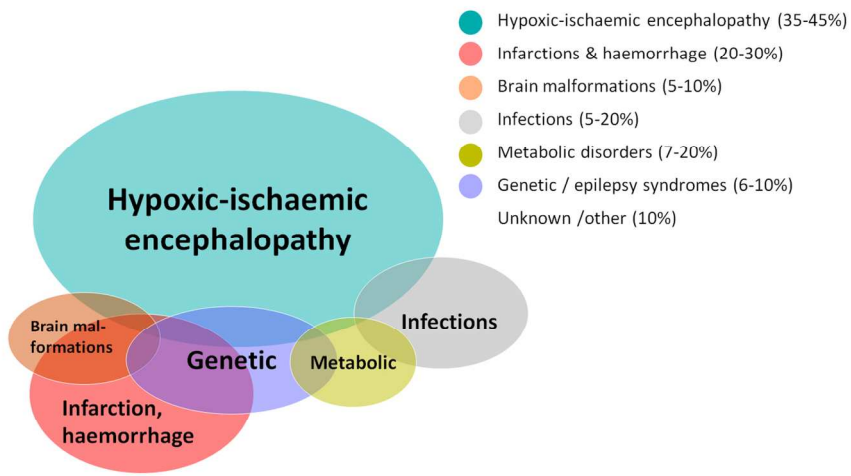 Hypoxic-ischaemic encephalopathy (35-45%)
Infarctions & haemorrhage (20-30%)
Brain malformations (5-10%)
Infections (5-20%)
Metabolic disorders (7-20%)
Genetic / epilepsy syndromes (6-10%)
Unknown /other (10%)
Hypoxic-ischaemic
encephalopathy
Infections
Brain mal-
formations
Genetic
Metabolic
Infarction,
haemorrhage